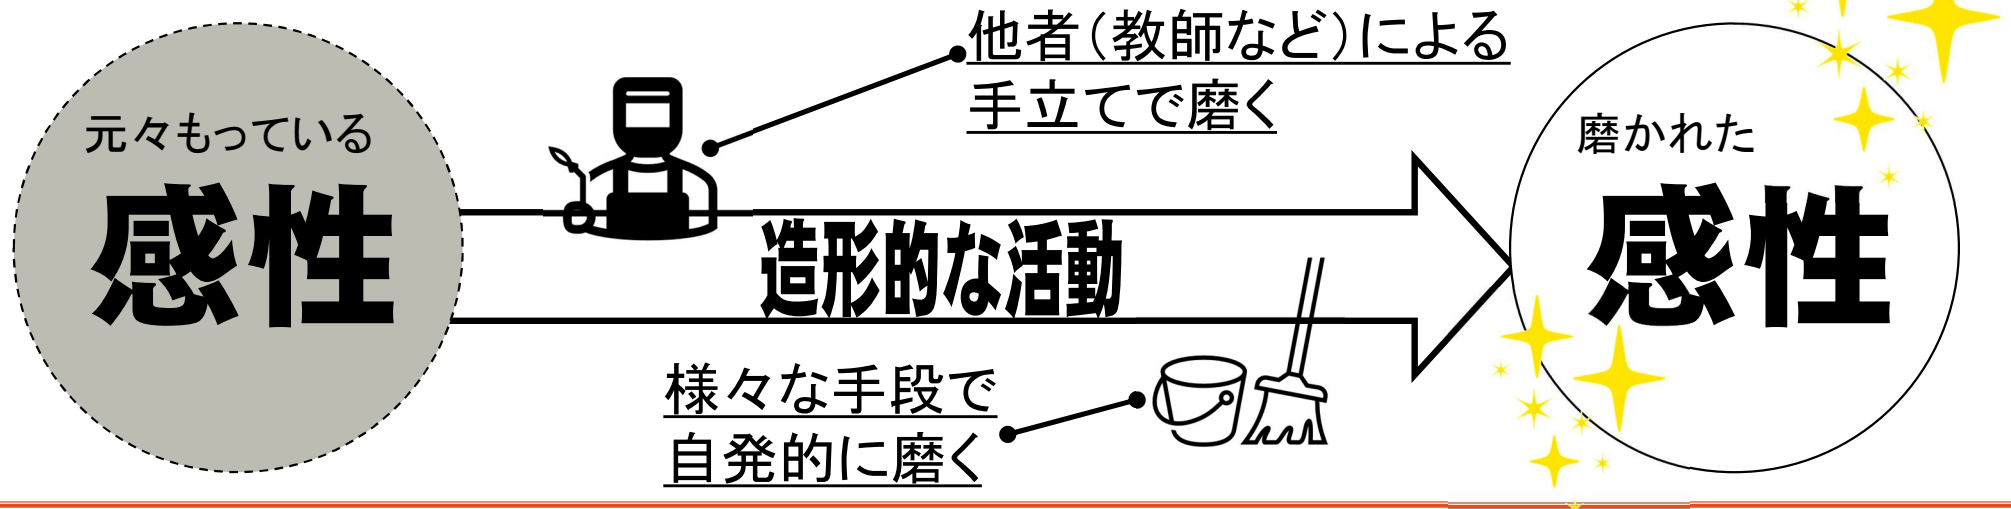 元々もっている
感性
他者（教師など）による
手立てで磨く
造形的な活動
様々な手段で
自発的に磨く
磨かれた
感性